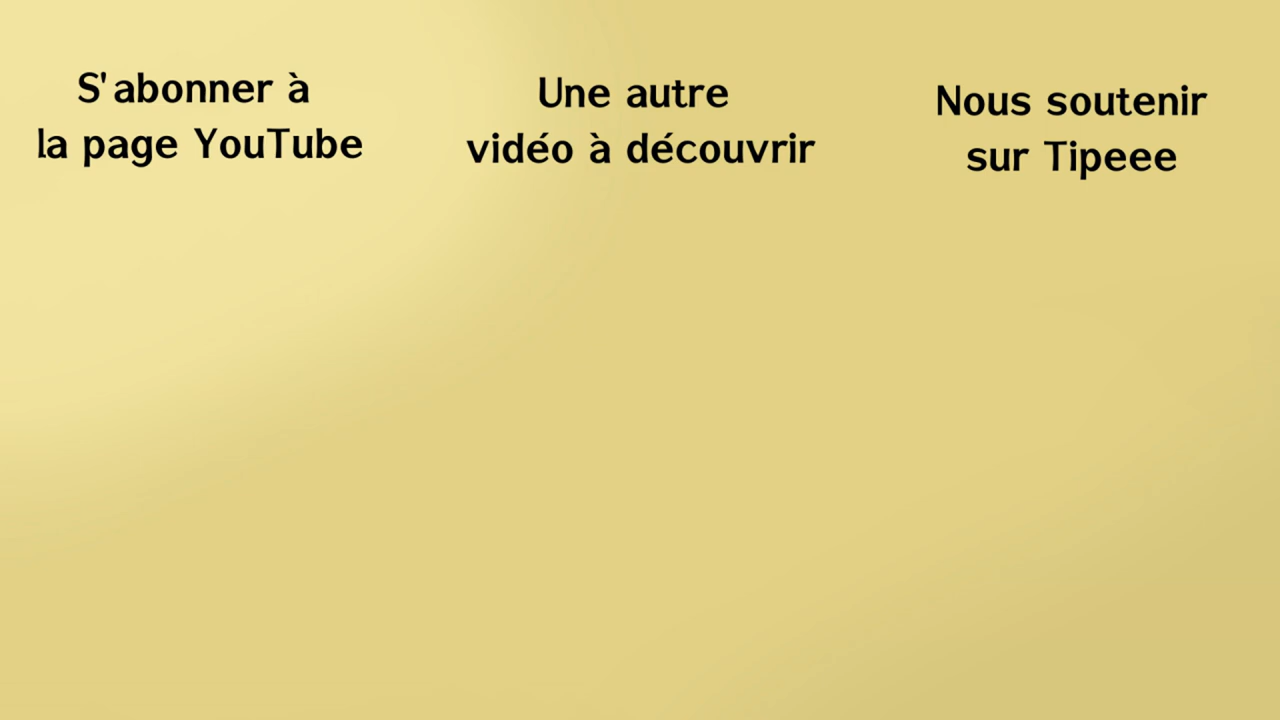 S'abonner à
la page YouTube
Une autre
vidéo à découvrir
Nous soutenir
sur Tipeee